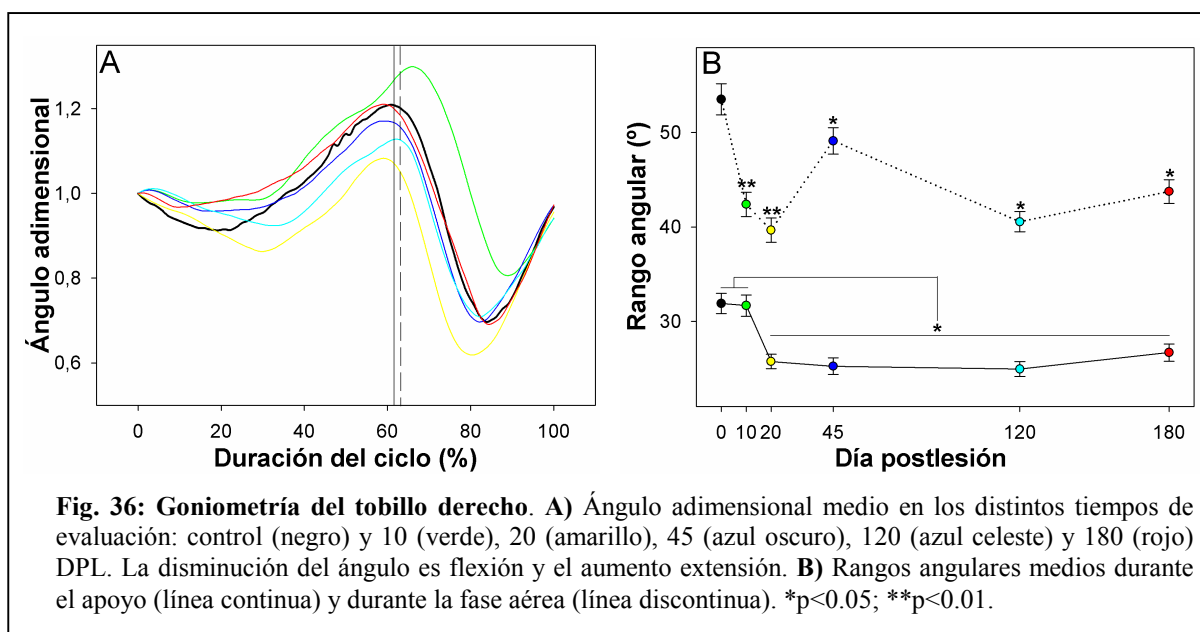 A
Ángulo adimensional
1,2
1,0
0,8
0,6
0 20 40 60 80 100
Duración del ciclo (%)
B
Rango angular (º)
50
40
30
** ** * * *
*
0 10 20 45 120 180
Día postlesión
Fig. 36: Goniometría del tobillo derecho. A) Ángulo adimensional medio en los distintos tiempos de
evaluación: control (negro) y 10 (verde), 20 (amarillo), 45 (azul oscuro), 120 (azul celeste) y 180 (rojo)
DPL. La disminución del ángulo es flexión y el aumento extensión. B) Rangos angulares medios durante
el apoyo (línea continua) y durante la fase aérea (línea discontinua). *p<0.05; **p<0.01.